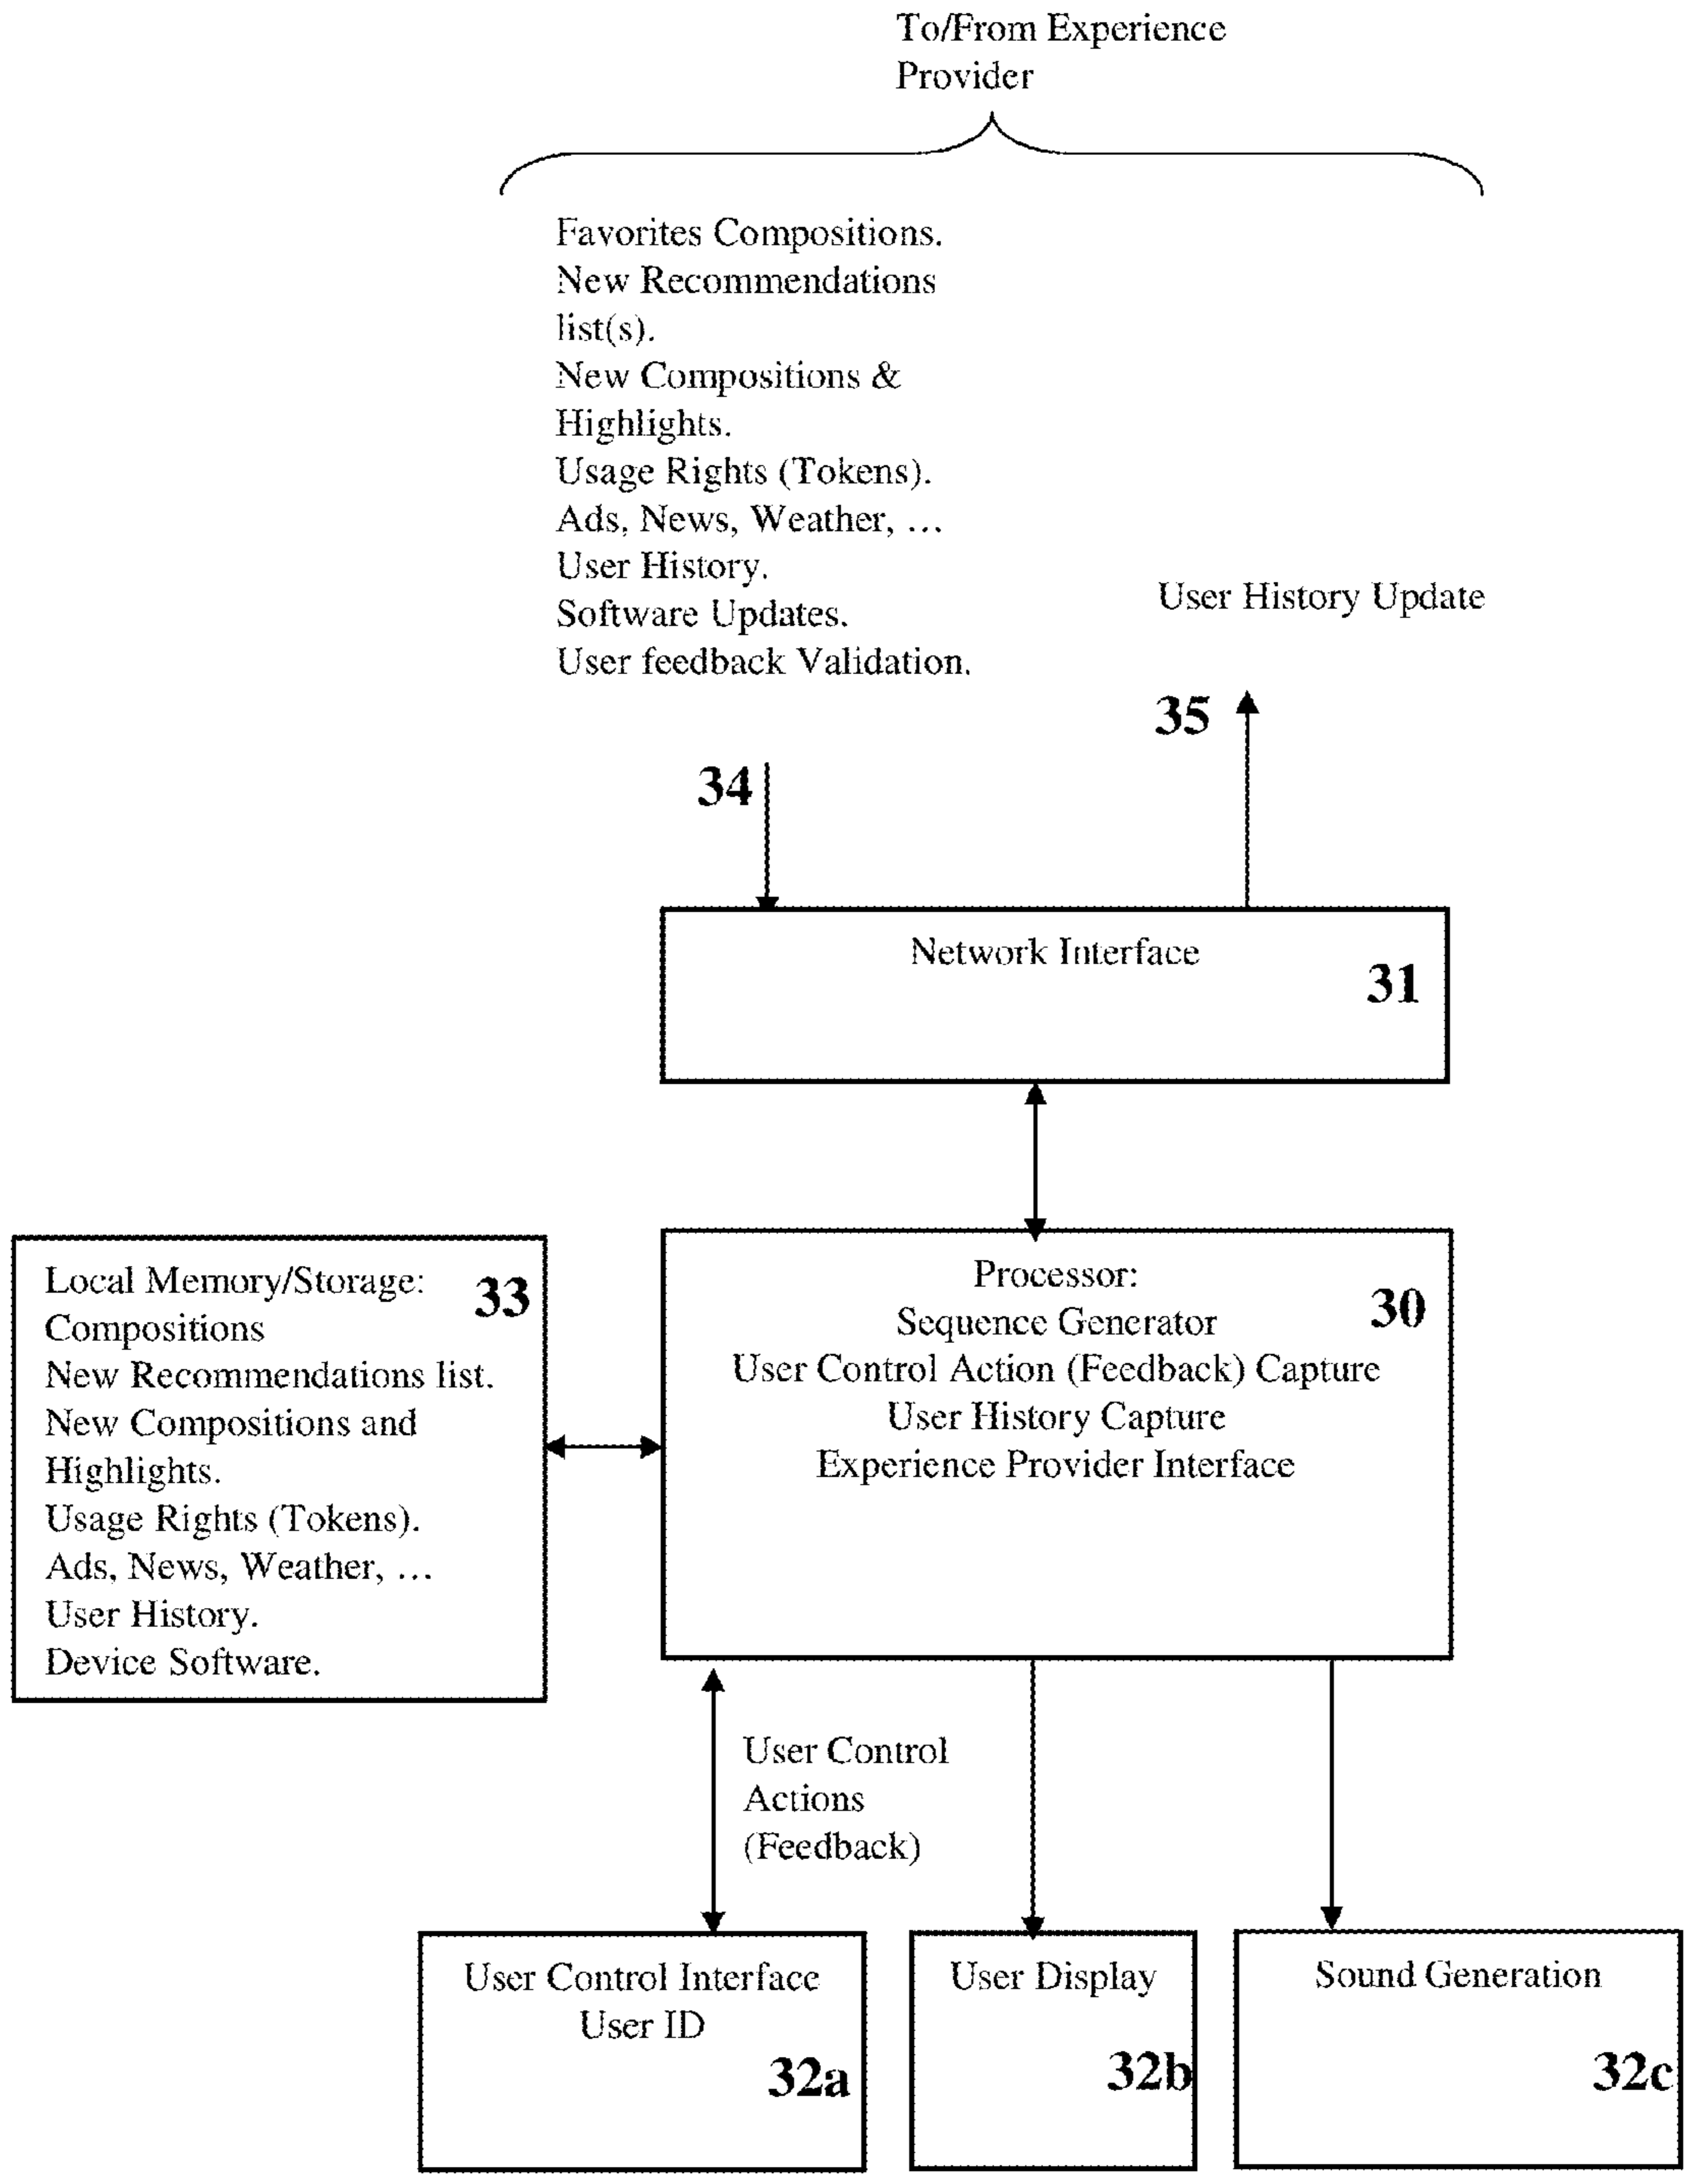 To/From Experience
Provider
Favorites Compositions.
New Recommendations
list(s).
New Compositions &
Highlights.
Usage Rights (Tokens).
Ads, News, Weather, …
User History.
Software Updates.
User feedback Validation.
User History Update
35
34
Network Interface
31
Local Memory/Storage:
33
Compositions
New Recommendations list.
New Compositions and
Highlights.
Usage Rights (Tokens).
Ads, News, Weather, …
User History.
Device Software.
Processor:
30
Sequence Generator
User Control Action (Feedback) Capture
User History Capture
Experience Provider Interface
User Control
Actions
(Feedback)
User Control Interface
User ID
32a
User Display
32b
Sound Generation
32c